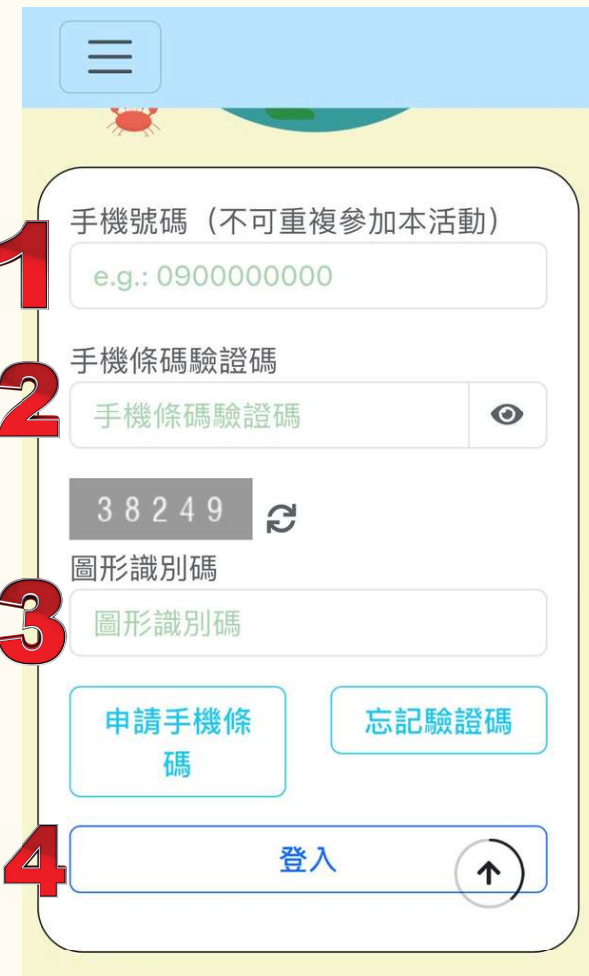 1
手機號碼（不可重複參加本活動）
e.g.: 0900000000
2
手機條碼驗證碼
手機條碼驗證碼
38249
圖形識別碼
3
圖形識別碼
申請手機條
碼
忘記驗證碼
4
登入